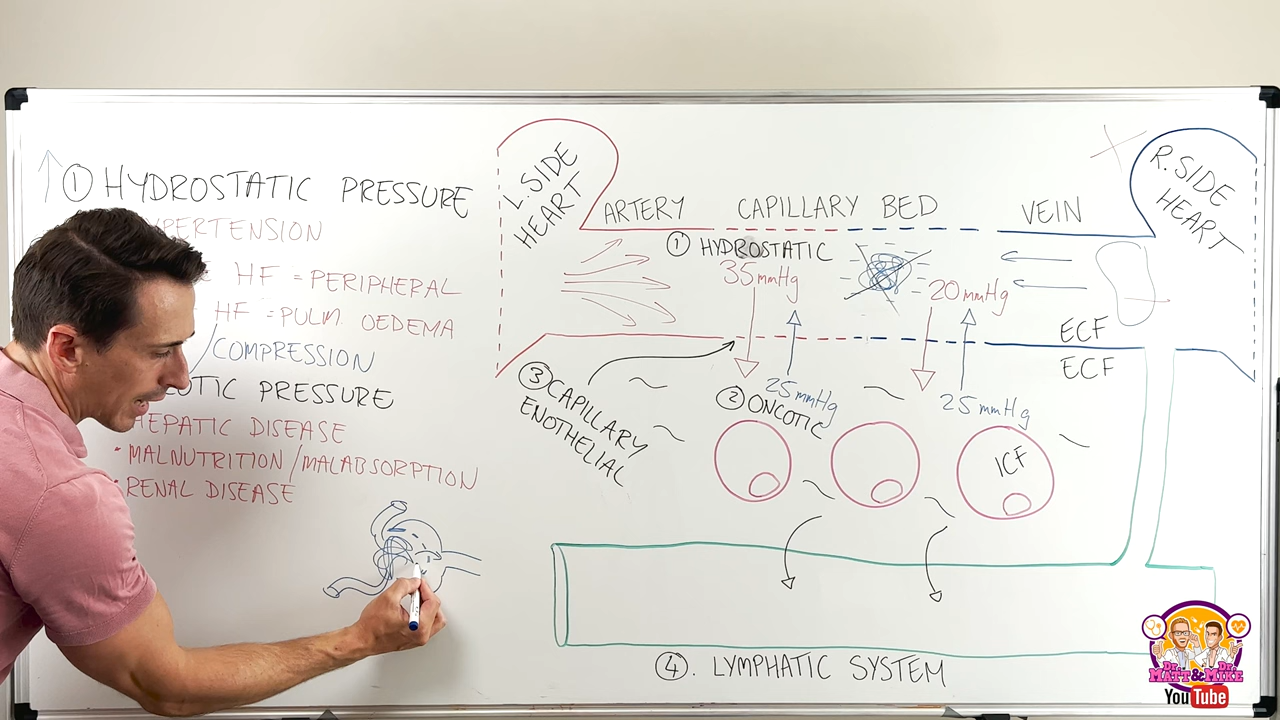 ↑ ① HYDROSTATIC PRESSURE
PERTENSION
HF = PERIPHERAL
HF = PULM. OEDEMA
/COMPRESSION
TIC PRESSURE
HEPATIC DISEASE
• MALNUTRITION/MALABSORPTION
• RENAL DISEASE
L. SIDE
HEART
ARTERY
CAPILLARY BED
VEIN
R. SIDE
HEART
① HYDROSTATIC
35mmHg
20mmHg
ECF
ECF
③ CAPILLARY
ENOTHELIAL
25mmHg
② ONCOTIC
25mmHg
ICF
④. LYMPHATIC SYSTEM
Dr. Dr.
MATT & MIKE
YouTube